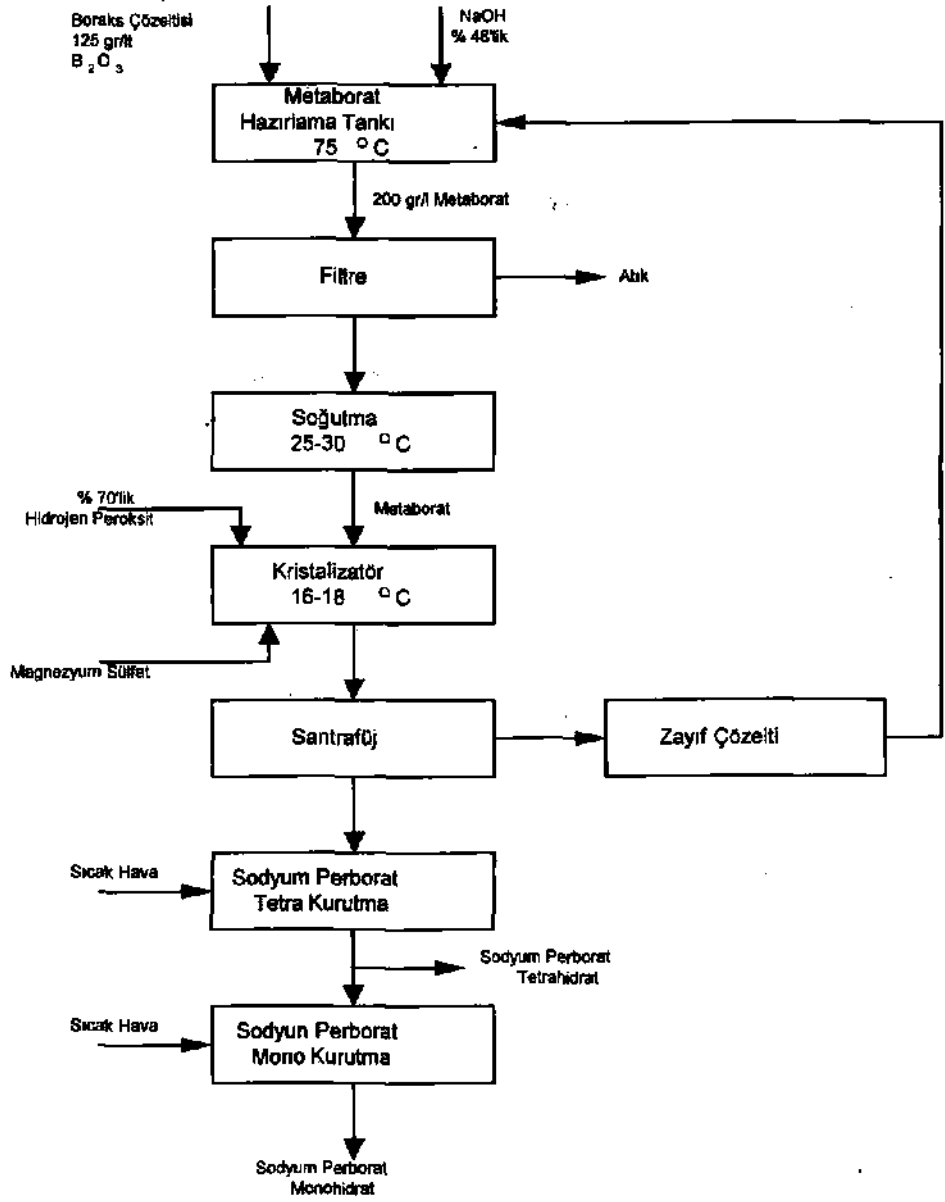 Boraks Çözeltisi
125 gr/lt
B2O3
NaOH
% 48'lik
Metaborat
Hazırlama Tankı
75 °C
200 gr/l Metaborat
Filtre
Atık
Soğutma
25-30 °C
% 70'lik
Hidrojen Peroksit
Metaborat
Kristalizatör
16-18 °C
Magnezyum Sülfat
Santrafüj
Zayıf Çözelti
Sıcak Hava
Sodyum Perborat
Tetra Kurutma
Sodyum Perborat
Tetrahidrat
Sıcak Hava
Sodyun Perborat
Mono Kurutma
Sodyum Perborat
Monohidrat